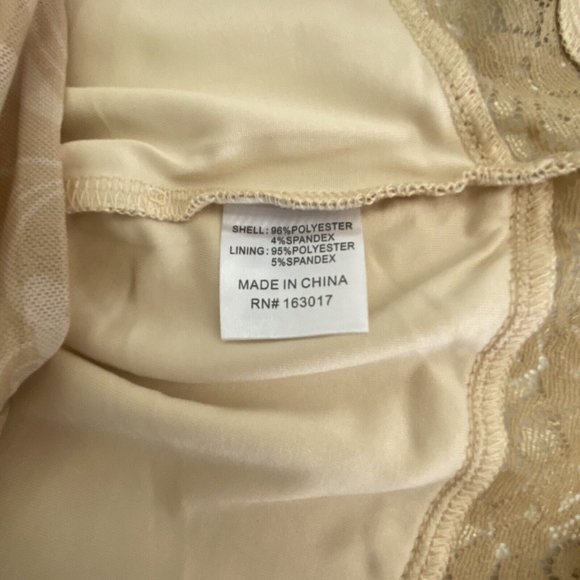 SHELL: 96%POLYESTER
4%SPANDEX
LINING: 95%POLYESTER
5%SPANDEX
MADE IN CHINA
RN# 163017